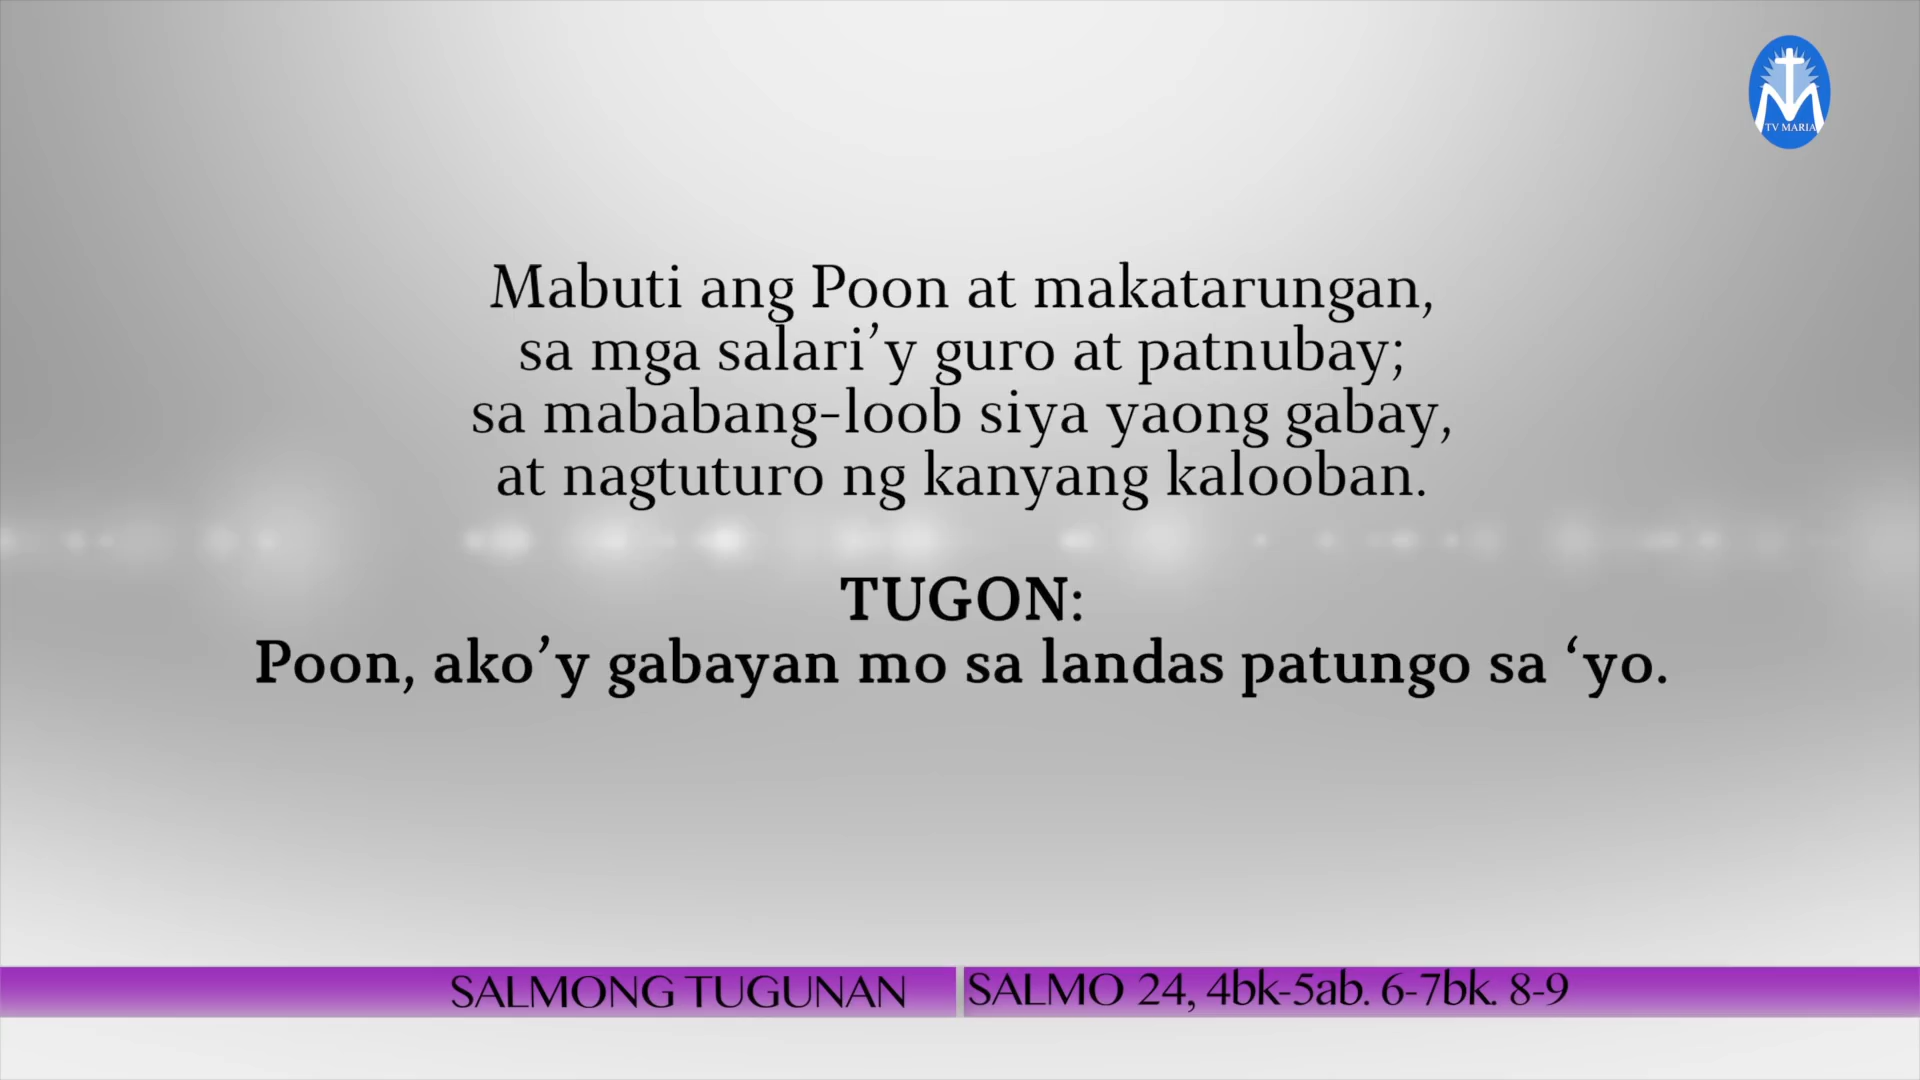 TV MARIA
Mabuti ang Poon at makatarungan,
sa mga salari’y guro at patnubay;
sa mababang-loob siya yaong gabay,
at nagtuturo ng kanyang kalooban.
TUGON:
Poon, ako’y gabayan mo sa landas patungo sa ‘yo.
SALMONG TUGUNAN
SALMO 24, 4bk-5ab. 6-7bk. 8-9